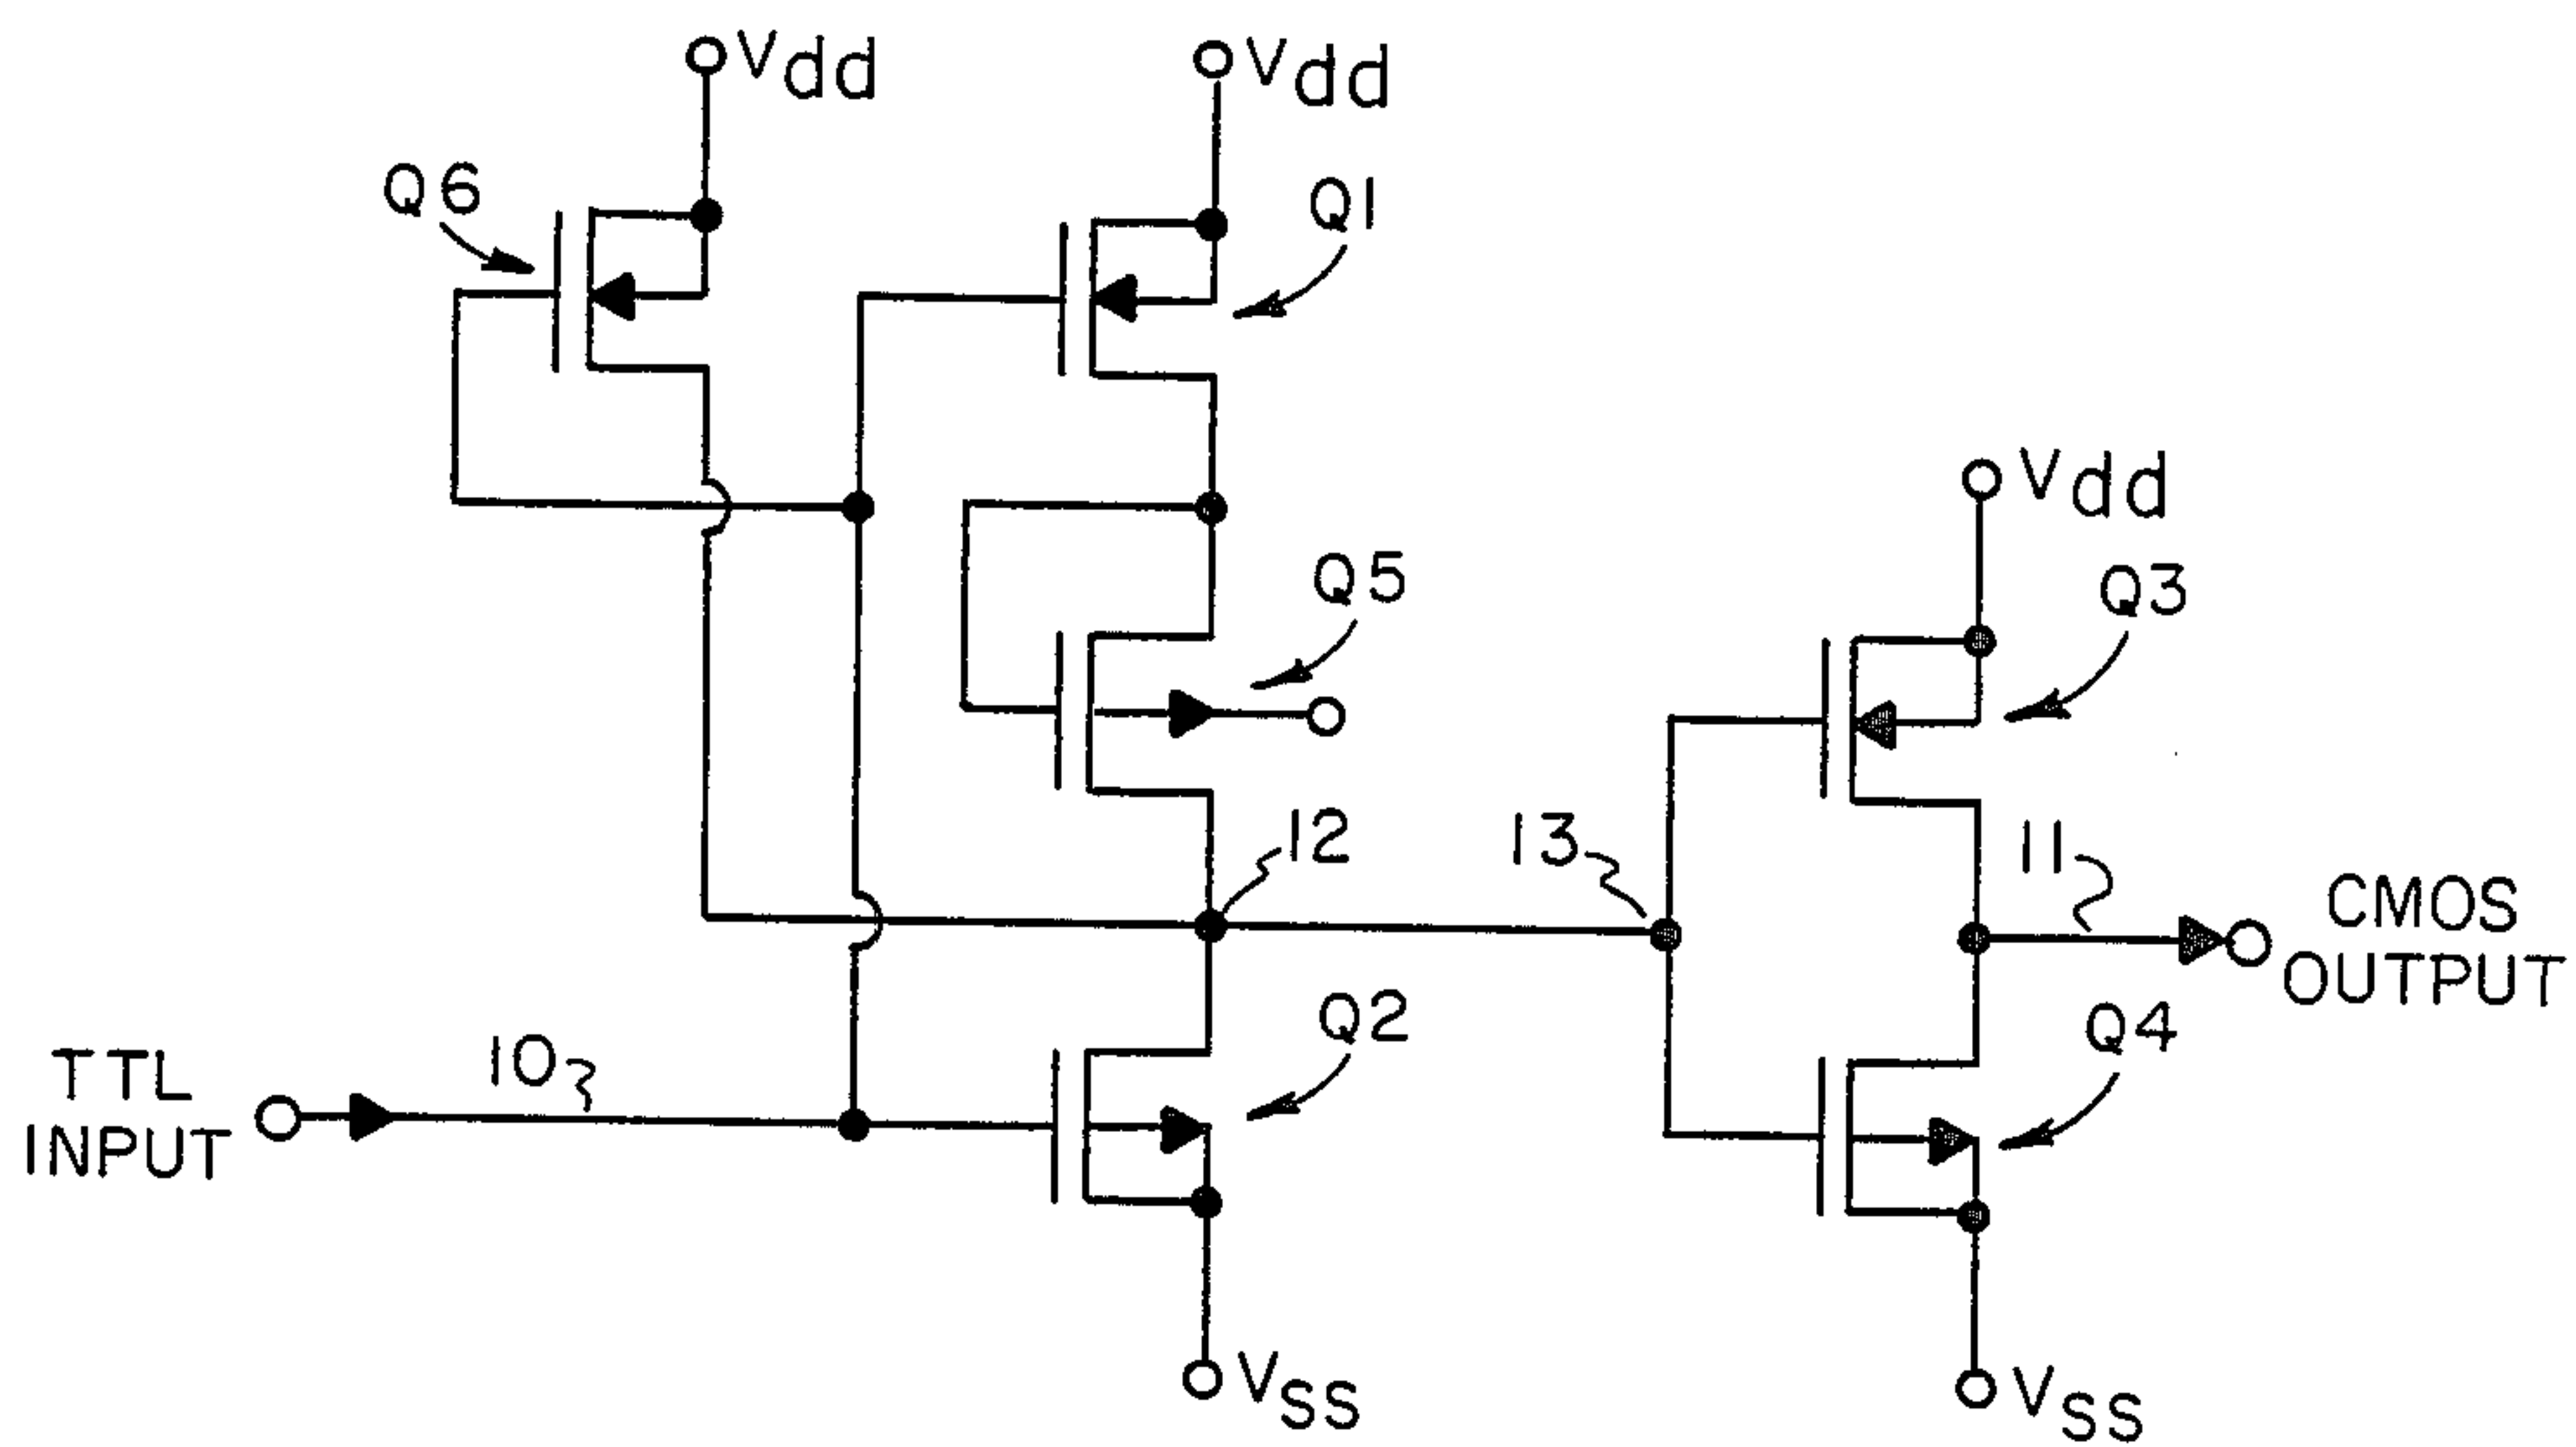 Vdd
Vdd
Q6
Q1
Vdd
Q5
Q3
12
13
11
CMOS
OUTPUT
Q2
Q4
10
TTL
INPUT
VSS
VSS